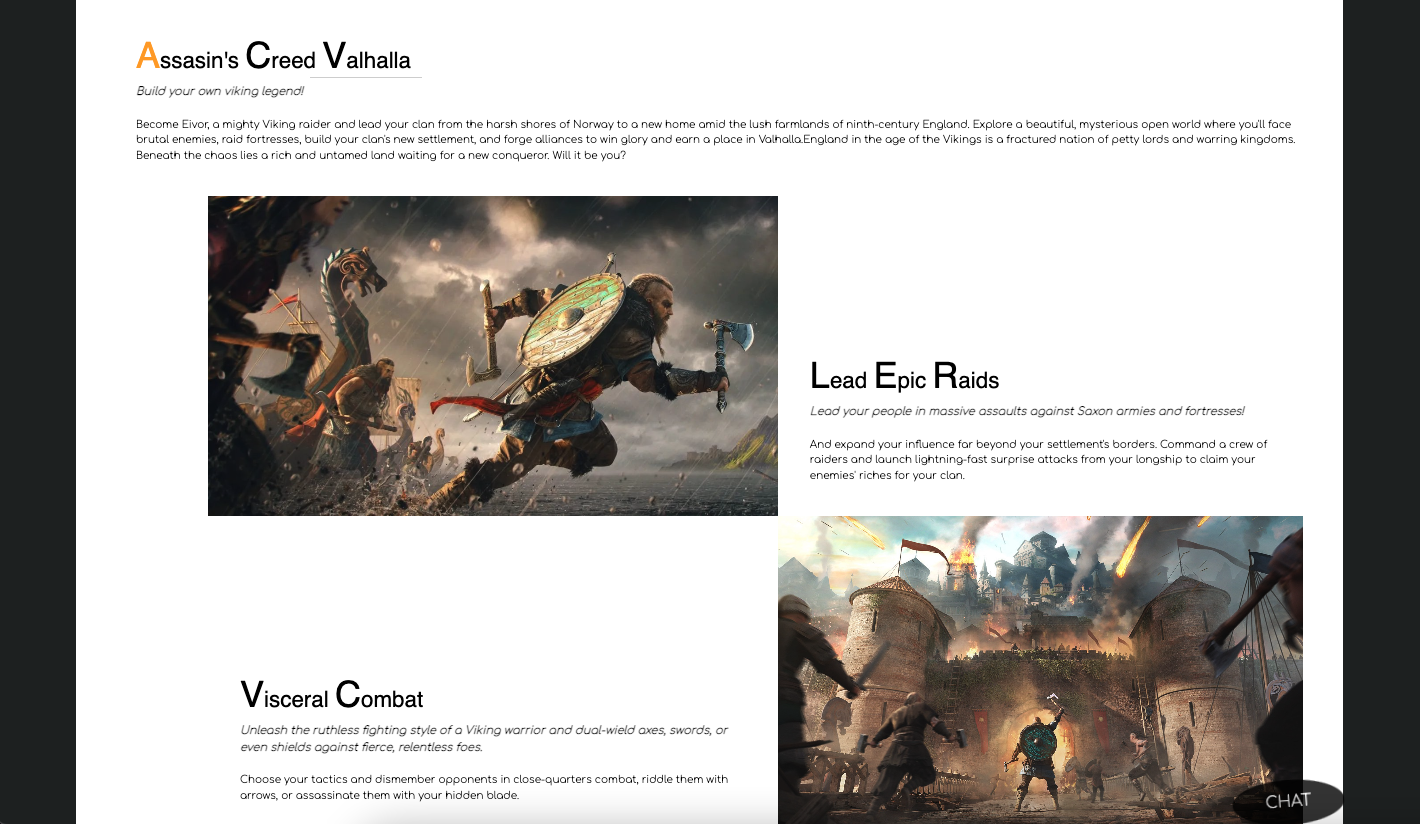 Assasin's Creed Valhalla
Build your own viking legend!
Become Eivor, a mighty Viking raider and lead your clan from the harsh shores of Norway to a new home amid the lush farmlands of ninth-century England. Explore a beautiful, mysterious open world where you'll face
brutal enemies, raid fortresses, build your clan's new settlement, and forge alliances to win glory and earn a place in Valhalla.England in the age of the Vikings is a fractured nation of petty lords and warring kingdoms.
Beneath the chaos lies a rich and untamed land waiting for a new conqueror. Will it be you?
Lead Epic Raids
Lead your people in massive assaults against Saxon armies and fortresses!
And expand your influence far beyond your settlement's borders. Command a crew of
raiders and launch lightning-fast surprise attacks from your longship to claim your
enemies' riches for your clan.
Visceral Combat
Unleash the ruthless fighting style of a Viking warrior and dual-wield axes, swords, or
even shields against fierce, relentless foes.
Choose your tactics and dismember opponents in close-quarters combat, riddle them with
arrows, or assassinate them with your hidden blade.
CHAT